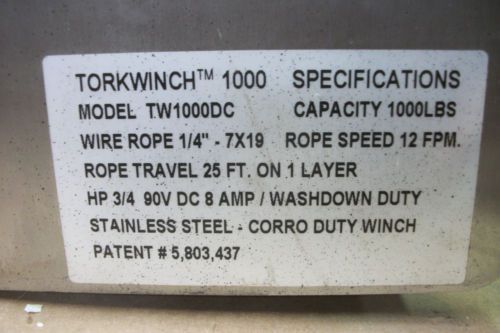 TORKWINCH™ 1000 SPECIFICATIONS
MODEL TW1000DC CAPACITY 1000LBS
WIRE ROPE 1/4" - 7X19 ROPE SPEED 12 FPM.
ROPE TRAVEL 25 FT. ON 1 LAYER
HP 3/4 90V DC 8 AMP / WASHDOWN DUTY
STAINLESS STEEL - CORRO DUTY WINCH
PATENT # 5,803,437